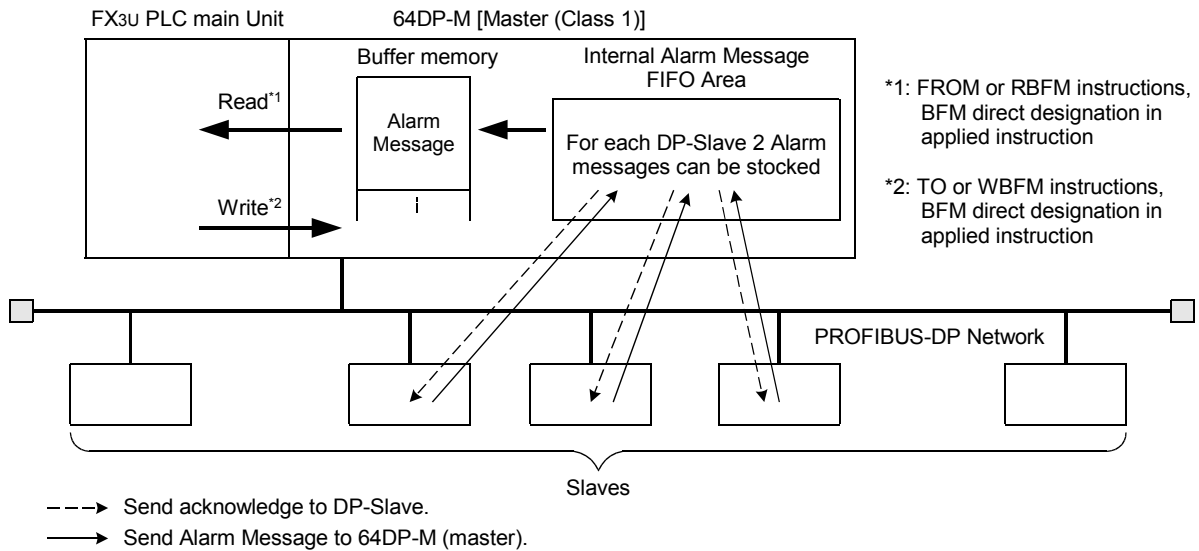 FX3U PLC main Unit
64DP-M [Master (Class 1)]
Buffer memory
Internal Alarm Message
FIFO Area
Read*1
Alarm
Message
For each DP-Slave 2 Alarm
messages can be stocked
Write*2
*1: FROM or RBFM instructions,
BFM direct designation in
applied instruction
*2: TO or WBFM instructions,
BFM direct designation in
applied instruction
PROFIBUS-DP Network
Slaves
Send acknowledge to DP-Slave.
Send Alarm Message to 64DP-M (master).